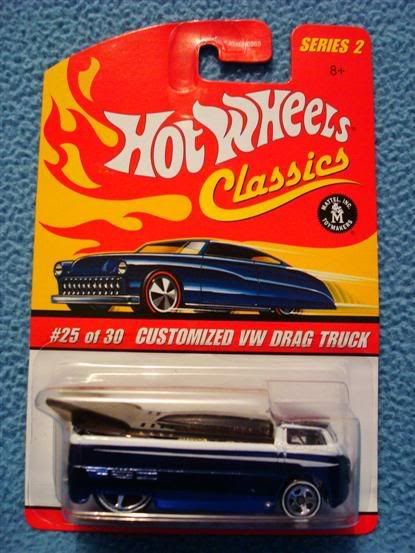 SERIES 2
8+
HOT WHEELS
Classics
MATTEL, INC.
M
TOYMAKERS
#25 of 30 CUSTOMIZED VW DRAG TRUCK